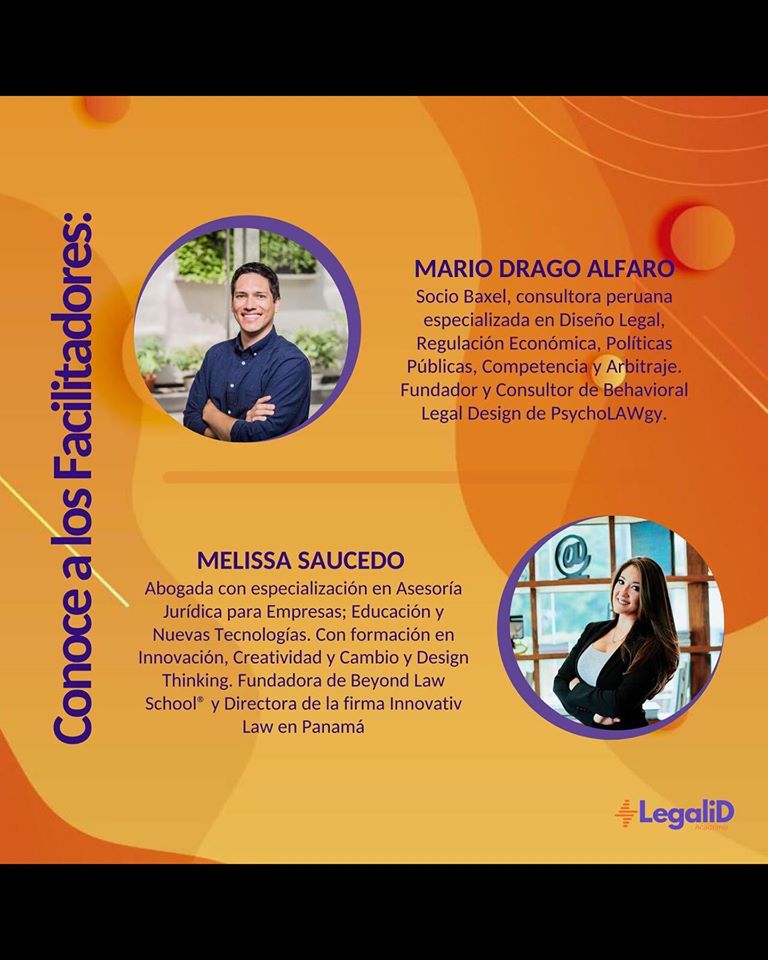 Conoce a los Facilitadores:
MARIO DRAGO ALFARO
Socio Baxel, consultora peruana
especializada en Diseño Legal,
Regulación Económica, Políticas
Públicas, Competencia y Arbitraje.
Fundador y Consultor de Behavioral
Legal Design de PsychoLAWgy.
MELISSA SAUCEDO
Abogada con especialización en Asesoría
Jurídica para Empresas; Educación y
Nuevas Tecnologías. Con formación en
Innovación, Creatividad y Cambio y Design
Thinking. Fundadora de Beyond Law
School® y Directora de la firma Innovativ
Law en Panamá
@
LegaliD
Academia